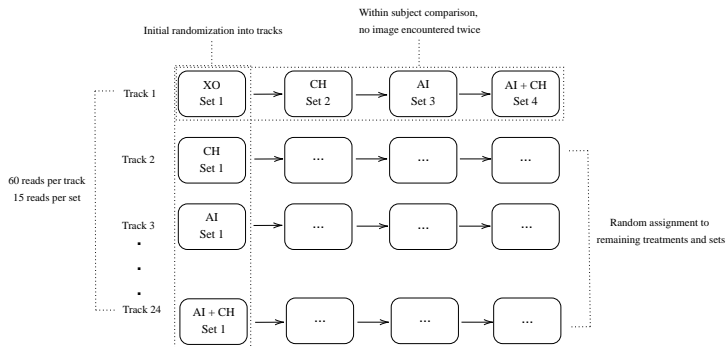 Initial randomization into tracks
Within subject comparison,
no image encountered twice
Track 1
XO
Set 1
CH
Set 2
AI
Set 3
AI + CH
Set 4
Track 2
CH
Set 1
...
...
...
60 reads per track
15 reads per set
Track 3
AI
Set 1
...
...
...
Random assignment to
remaining treatments and sets
Track 24
AI + CH
Set 1
...
...
...